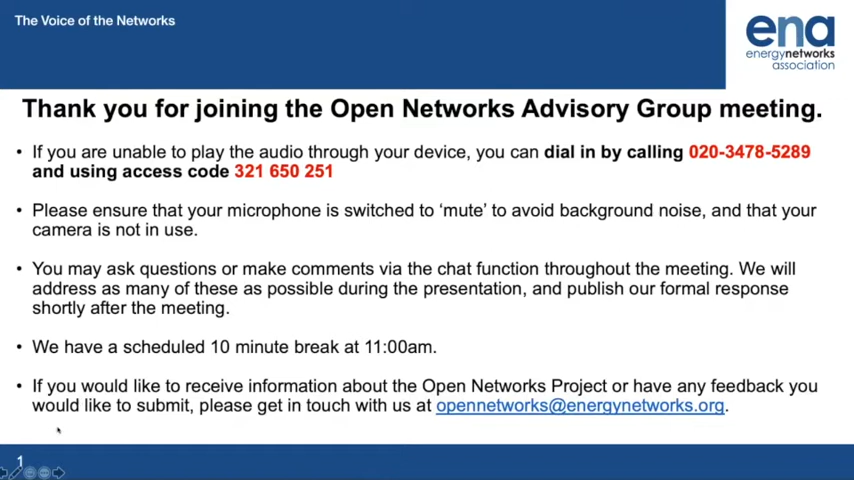 The Voice of the Networks
ena
energynetworks
association
Thank you for joining the Open Networks Advisory Group meeting.
• If you are unable to play the audio through your device, you can dial in by calling 020-3478-5289
and using access code 321 650 251
• Please ensure that your microphone is switched to ‘mute’ to avoid background noise, and that your
camera is not in use.
• You may ask questions or make comments via the chat function throughout the meeting. We will
address as many of these as possible during the presentation, and publish our formal response
shortly after the meeting.
• We have a scheduled 10 minute break at 11:00am.
• If you would like to receive information about the Open Networks Project or have any feedback you
would like to submit, please get in touch with us at opennetworks@energynetworks.org.
1